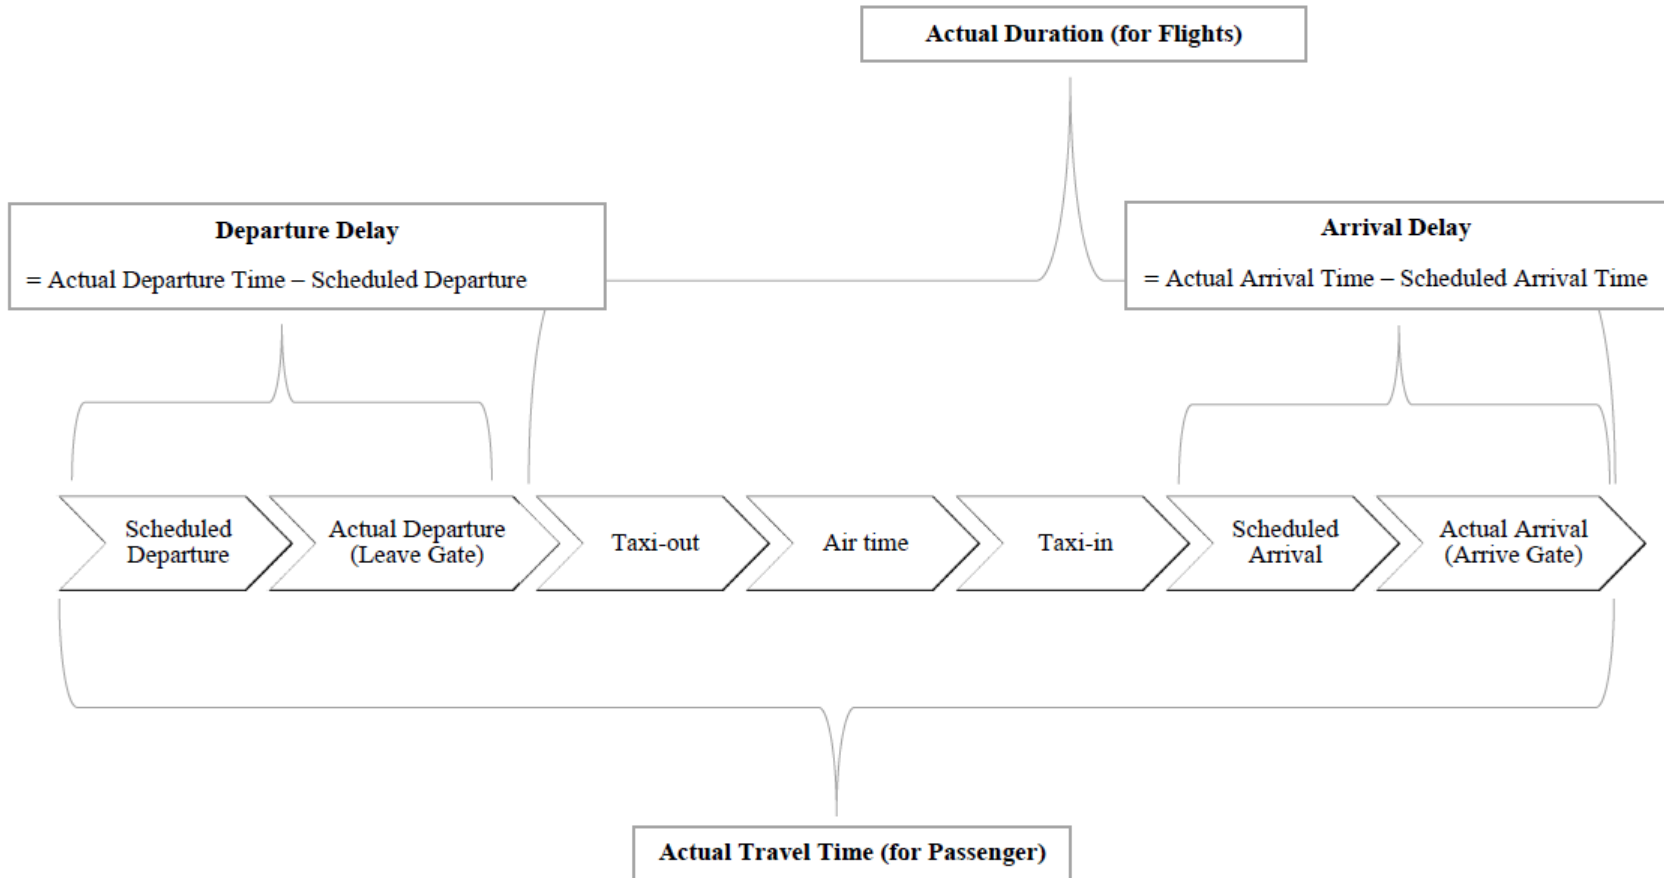 Actual Duration (for Flights)
Departure Delay
= Actual Departure Time – Scheduled Departure
Arrival Delay
= Actual Arrival Time – Scheduled Arrival Time
Scheduled
Departure
Actual Departure
(Leave Gate)
Taxi-out
Air time
Taxi-in
Scheduled
Arrival
Actual Arrival
(Arrive Gate)
Actual Travel Time (for Passenger)